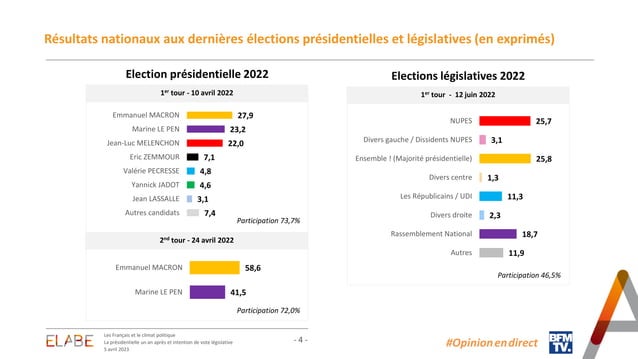 Résultats nationaux aux dernières élections présidentielles et législatives (en exprimés)
Election présidentielle 2022
1er tour - 10 avril 2022
Emmanuel MACRON 27,9
Marine LE PEN 23,2
Jean-Luc MELENCHON 22,0
Eric ZEMMOUR 7,1
Valérie PECRESSE 4,8
Yannick JADOT 4,6
Jean LASSALLE 3,1
Autres candidats 7,4
Participation 73,7%
2nd tour - 24 avril 2022
Emmanuel MACRON 58,6
Marine LE PEN 41,5
Participation 72,0%
Elections législatives 2022
1er tour - 12 juin 2022
NUPES 25,7
Divers gauche / Dissidents NUPES 3,1
Ensemble ! (Majorité présidentielle) 25,8
Divers centre 1,3
Les Républicains / UDI 11,3
Divers droite 2,3
Rassemblement National 18,7
Autres 11,9
Participation 46,5%
ELABE
Les Français et le climat politique
La présidentielle un an après et intention de vote législative
5 avril 2023
- 4 -
#Opinion en direct
BFM
TV.